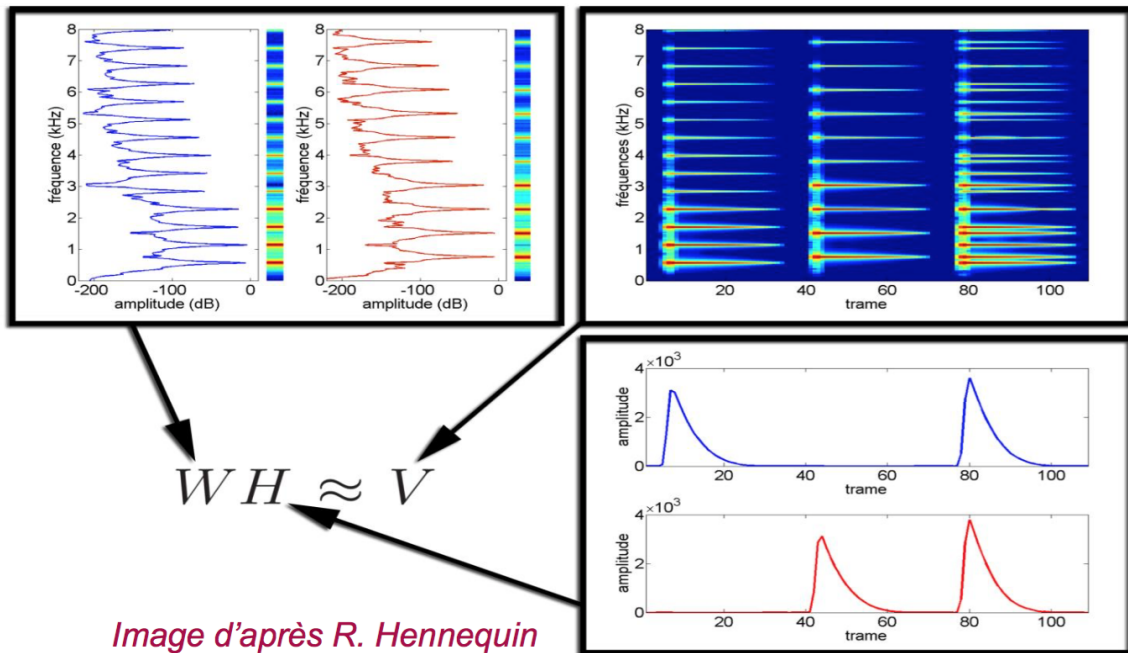 8
7
6
5
4
3
2
1
0
fréquence (kHz)
-200 -100 0
amplitude (dB)
8
7
6
5
4
3
2
1
0
fréquence (kHz)
-200 -100 0
amplitude (dB)
8
7
6
5
4
3
2
1
0
fréquences (kHz)
20 40 60 80 100
trame
W H ≈ V
×10³
4
2
0
amplitude
20 40 60 80 100
trame
×10³
4
2
0
amplitude
20 40 60 80 100
trame
Image d’après R. Hennequin